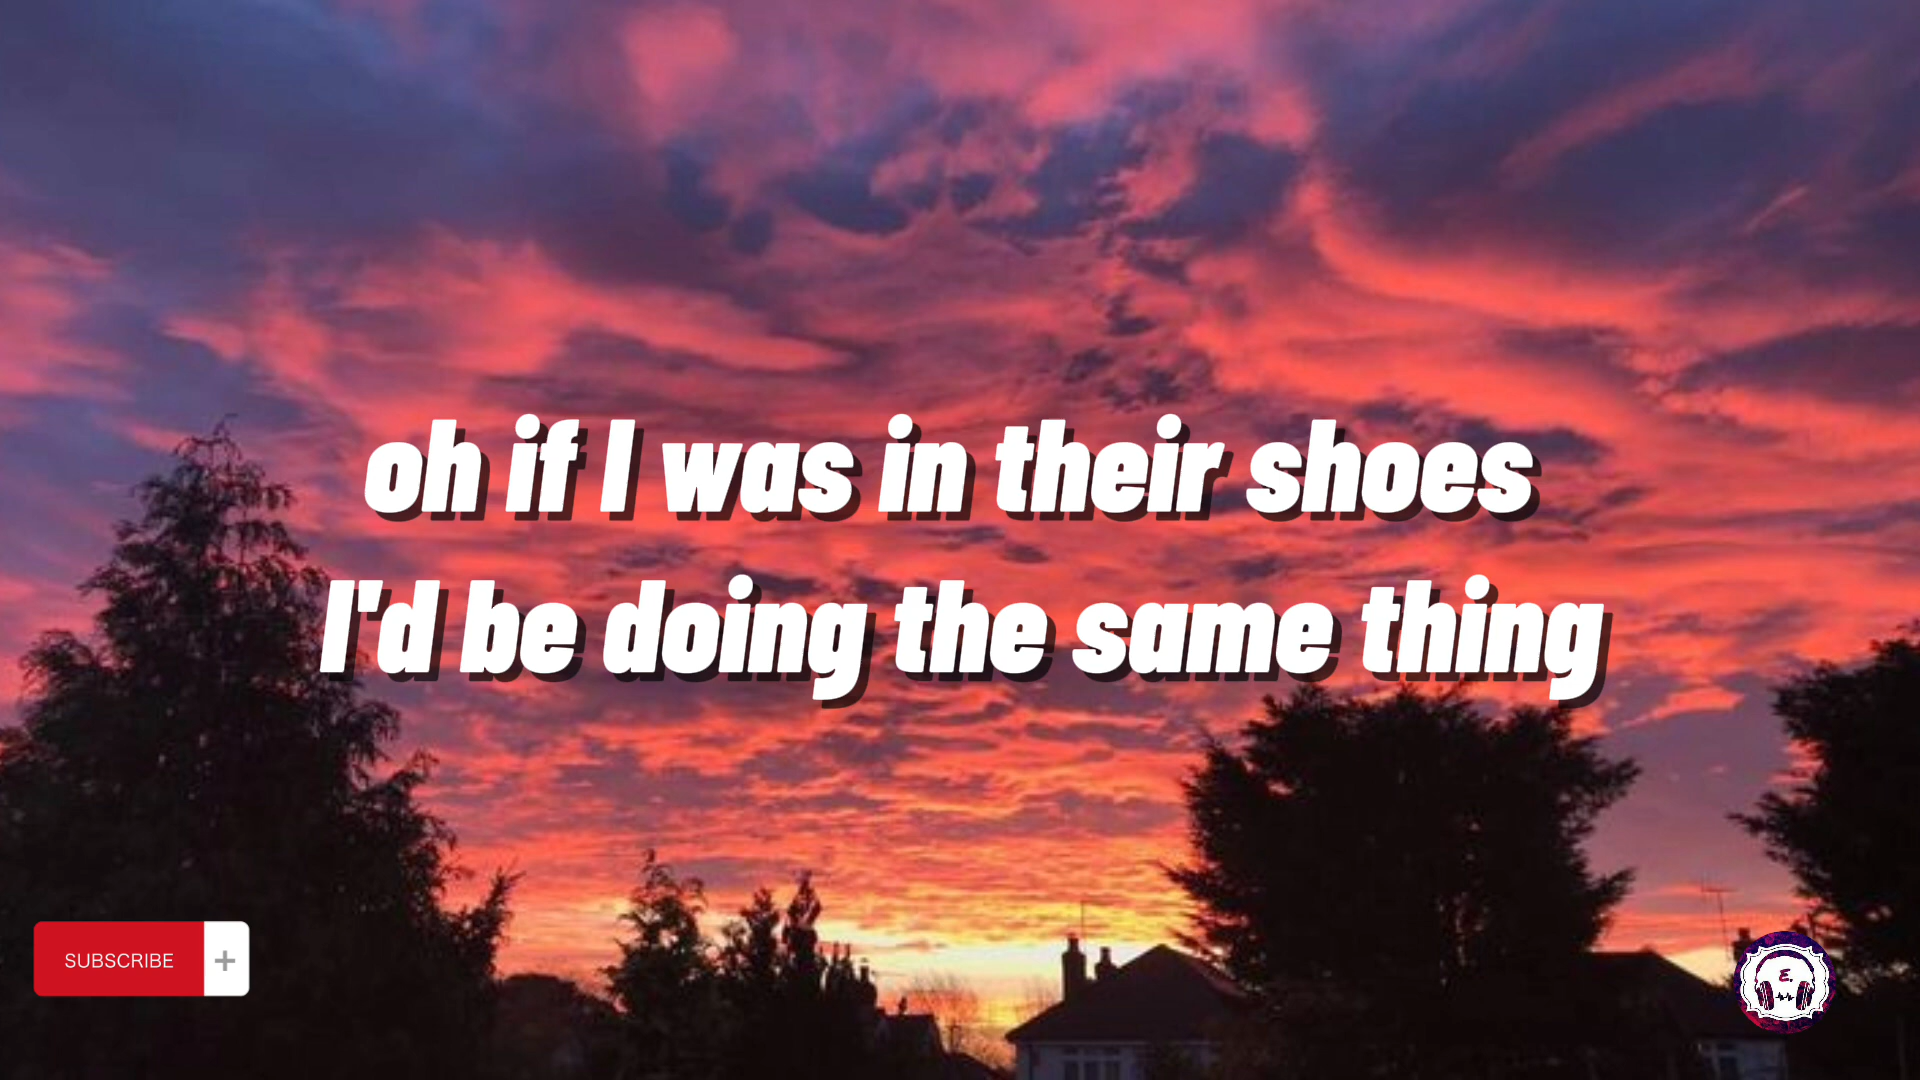 oh if I was in their shoes
I'd be doing the same thing
SUBSCRIBE +
E.